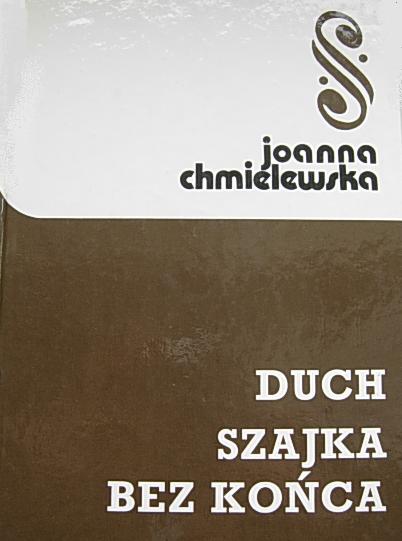 joanna
chmielewska
DUCH
SZAJKA
BEZ KOŃCA